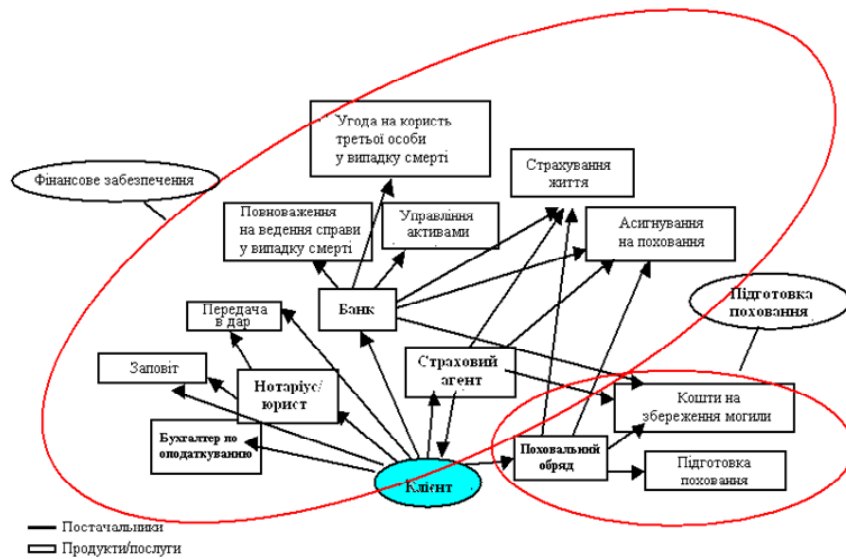 Угода на користь
третьої особи
у випадку смерті
Страхування
життя
Фінансове забезпечення
Повноваження
на ведення справи
у випадку смерті
Управління
активами
Асигнування
на поховання
Підготовка
поховання
Передача
в дар
Банк
Заповіт
Нотаріус/
юрист
Страховий
агент
Кошти на
збереження могили
Бухгалтер по
оподаткуванню
Поховальний
обряд
Підготовка
поховання
Клієнт
Постачальники
Продукти/послуги